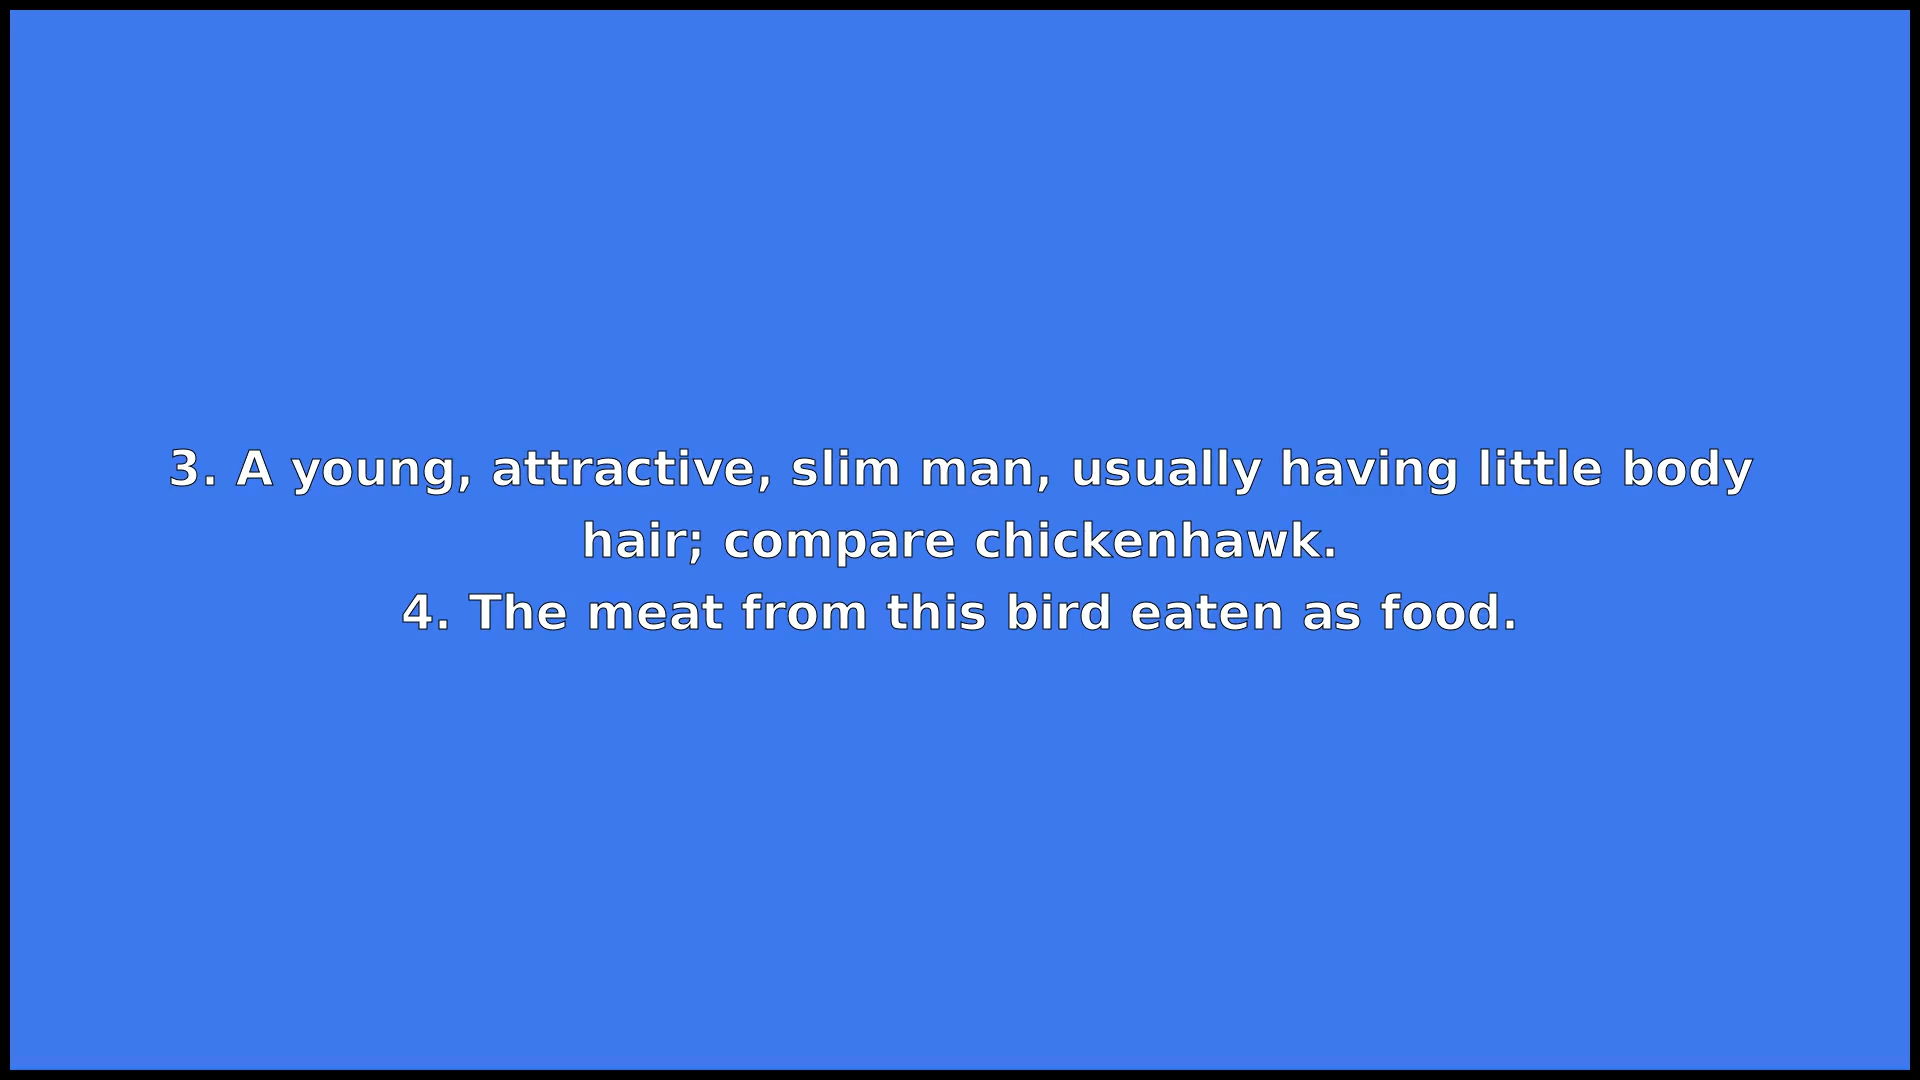 3. A young, attractive, slim man, usually having little body
hair; compare chickenhawk.
4. The meat from this bird eaten as food.